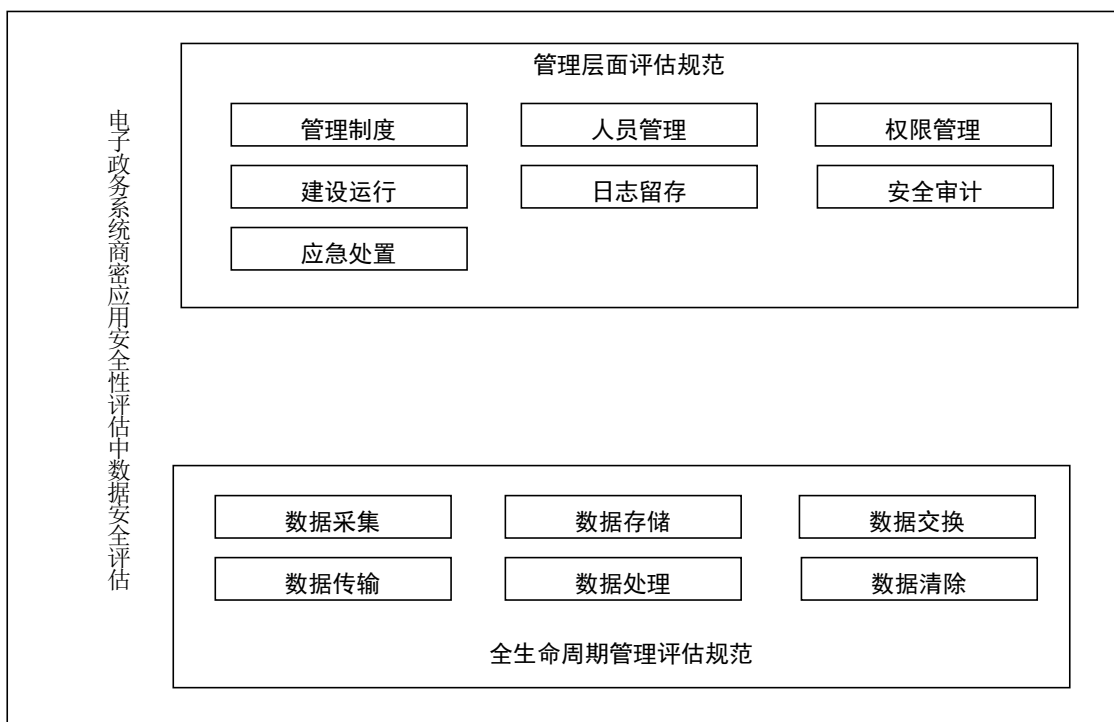 电子政务系统商密应用安全性评估中数据安全评估
管理层面评估规范
管理制度
人员管理
权限管理
建设运行
日志留存
安全审计
应急处置
数据采集
数据存储
数据交换
数据传输
数据处理
数据清除
全生命周期管理评估规范